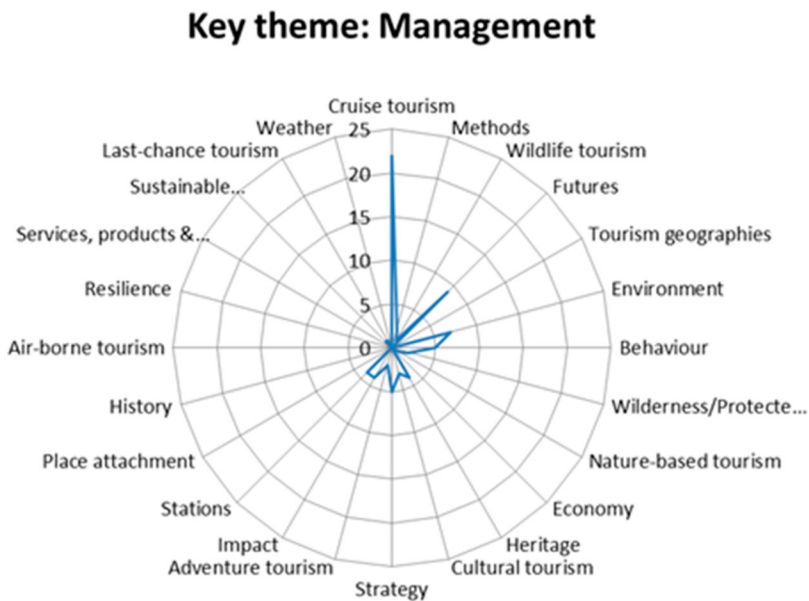 Key theme: Management
Cruise tourism
Weather
25
Methods
Last-chance tourism
Wildlife tourism
Sustainable...
20
Futures
15
Services, products &...
Tourism geographies
10
Resilience
Environment
5
Air-borne tourism
0
Behaviour
History
Wilderness/Protecte...
Place attachment
Nature-based tourism
Stations
Economy
Impact
Heritage
Adventure tourism
Cultural tourism
Strategy